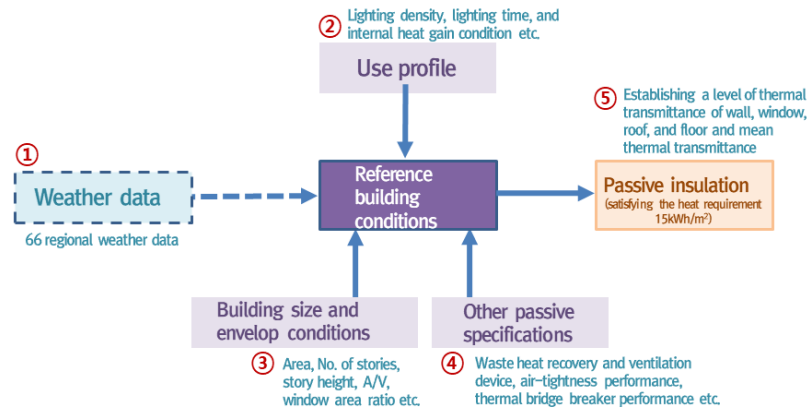 ② Lighting density, lighting time, and
internal heat gain condition etc.
Use profile
⑤ Establishing a level of thermal
transmittance of wall, window,
roof, and floor and mean
thermal transmittance
①
Weather data
66 regional weather data
Reference
building
conditions
Passive insulation
(satisfying the heat requirement
15kWh/m²)
Building size and
envelop conditions
③ Area, No. of stories,
story height, A/V,
window area ratio etc.
Other passive
specifications
④ Waste heat recovery and ventilation
device, air-tightness performance,
thermal bridge breaker performance etc.